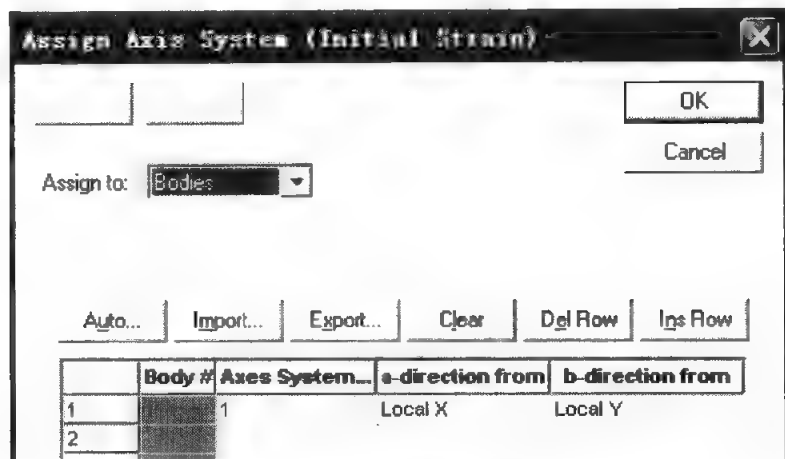 Assign Axis System (Initial Strain)
OK
Cancel
Assign to: Bodies
Auto... Import... Export... Clear Del Row Ins Row
Body # Axes System... a-direction from b-direction from
1 1 Local X Local Y
2